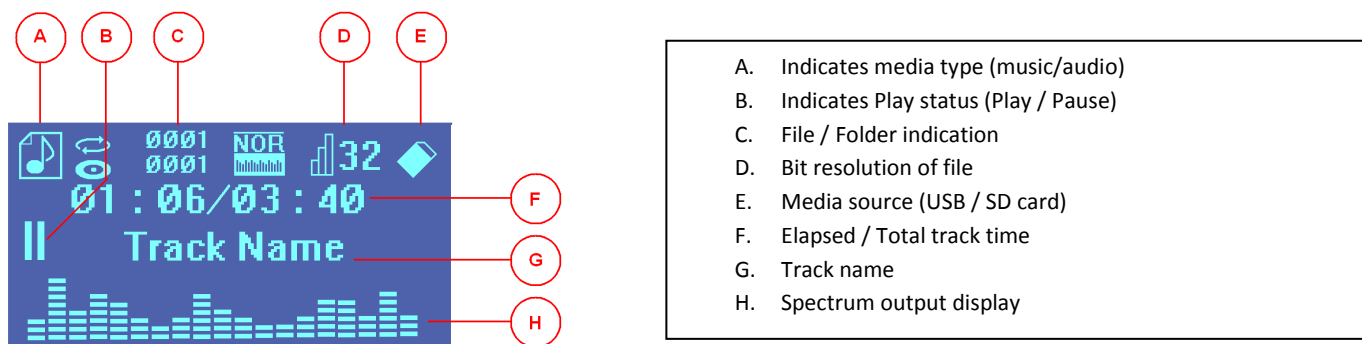 A B C D E
0001 NOR 32
0001
01:06/03:40
F
Track Name
G
H
A. Indicates media type (music/audio)
B. Indicates Play status (Play / Pause)
C. File / Folder indication
D. Bit resolution of file
E. Media source (USB / SD card)
F. Elapsed / Total track time
G. Track name
H. Spectrum output display